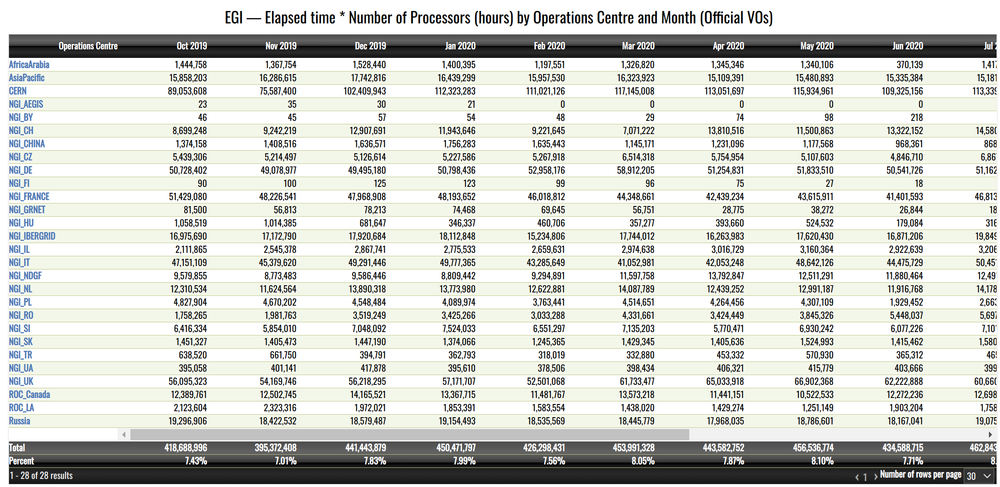 EGI — Elapsed time * Number of Processors (hours) by Operations Centre and Month (Official VOs)
Operations Centre Oct 2019 Nov 2019 Dec 2019 Jan 2020 Feb 2020 Mar 2020 Apr 2020 May 2020 Jun 2020 Jul
AfricaArabia 1,444,758 1,367,754 1,528,440 1,400,395 1,197,551 1,326,820 1,345,346 1,340,106 370,139 1,417
AsiaPacific 15,858,203 16,286,615 17,742,816 16,439,299 15,957,530 16,323,923 15,109,391 15,480,893 15,335,384 15,181
CERN 89,053,608 75,587,400 102,409,943 112,323,283 111,021,126 117,145,008 113,051,697 115,934,961 109,325,156 113,339
NGI_AEGIS 23 35 30 21 0 0 0 0 0
NGI_BY 46 45 57 54 48 29 74 98 218
NGI_CH 8,699,248 9,242,219 12,907,691 11,943,646 9,221,645 7,071,222 13,810,516 11,500,863 13,322,152 14,580
NGI_CHINA 1,374,158 1,408,516 1,636,571 1,756,283 1,635,443 1,145,171 1,231,096 1,177,568 968,361 868
NGI_CZ 5,439,306 5,214,497 5,126,614 5,227,586 5,267,918 6,514,318 5,754,954 5,107,603 4,846,710 6,86
NGI_DE 50,728,402 49,078,977 49,495,180 50,798,436 52,958,176 58,912,205 51,254,831 51,833,510 50,541,726 51,162
NGI_FI 90 100 125 123 99 96 75 27 18
NGI_FRANCE 51,429,080 48,226,541 47,968,908 48,193,652 46,018,812 44,348,661 42,439,234 43,615,911 41,401,593 46,813
NGI_GRNET 81,500 56,813 78,213 74,468 69,645 56,751 28,775 38,272 26,844 18
NGI_HU 1,058,519 1,014,385 681,647 346,337 460,706 357,277 393,660 524,532 179,084 316
NGI_IBERGRID 16,975,690 17,172,790 17,920,684 18,112,848 15,234,806 17,744,012 16,263,983 17,620,430 16,871,206 19,849
NGI_IL 2,111,865 2,545,378 2,867,741 2,775,533 2,659,631 2,974,638 3,016,729 3,160,364 2,922,639 3,206
NGI_IT 47,151,109 45,379,620 49,291,446 49,777,365 43,285,649 41,052,981 42,053,248 48,642,126 44,475,729 50,45
NGI_NDGF 9,579,855 8,773,483 9,586,446 8,809,442 9,294,891 11,597,758 13,792,847 12,511,291 11,880,464 12,49
NGI_NL 12,310,534 11,624,564 13,890,318 13,773,980 12,622,881 14,087,789 12,439,252 12,991,187 11,916,768 14,178
NGI_PL 4,827,904 4,670,202 4,548,484 4,089,974 3,763,441 4,514,651 4,264,456 4,307,109 1,929,452 2,663
NGI_RO 1,758,265 1,981,763 3,519,249 3,425,266 3,033,288 4,331,661 3,424,449 3,845,326 5,448,037 5,697
NGI_SI 6,416,334 5,854,010 7,048,092 7,524,033 6,551,297 7,135,203 5,770,471 6,930,242 6,077,226 7,10
NGI_SK 1,451,327 1,405,473 1,447,190 1,374,066 1,245,365 1,429,345 1,405,636 1,524,993 1,415,462 1,580
NGI_TR 638,520 661,750 394,791 362,793 318,019 332,880 453,332 570,930 365,312 46
NGI_UA 395,058 401,141 417,878 395,610 378,506 398,434 406,321 415,779 403,666 399
NGI_UK 56,095,323 54,169,746 56,218,295 57,171,707 52,501,068 61,733,477 65,033,918 66,902,368 62,222,888 60,660
ROC_Canada 12,389,761 12,502,745 14,165,521 13,367,715 11,481,767 13,573,218 11,441,151 10,522,533 12,272,236 12,698
ROC_LA 2,123,604 2,323,316 1,972,021 1,853,391 1,583,554 1,438,020 1,429,274 1,251,149 1,903,204 1,758
Russia 19,296,906 18,422,532 18,579,487 19,154,493 18,535,569 18,445,779 17,968,035 18,786,601 18,167,041 19,075
Total 418,688,996 395,372,408 441,443,879 450,471,797 426,298,431 453,991,328 443,582,752 456,536,774 434,588,715 462,843
Percent 7.43% 7.01% 7.83% 7.99% 7.56% 8.05% 7.87% 8.10% 7.71% 8.
1 - 28 of 28 results 1 Number of rows per page 30